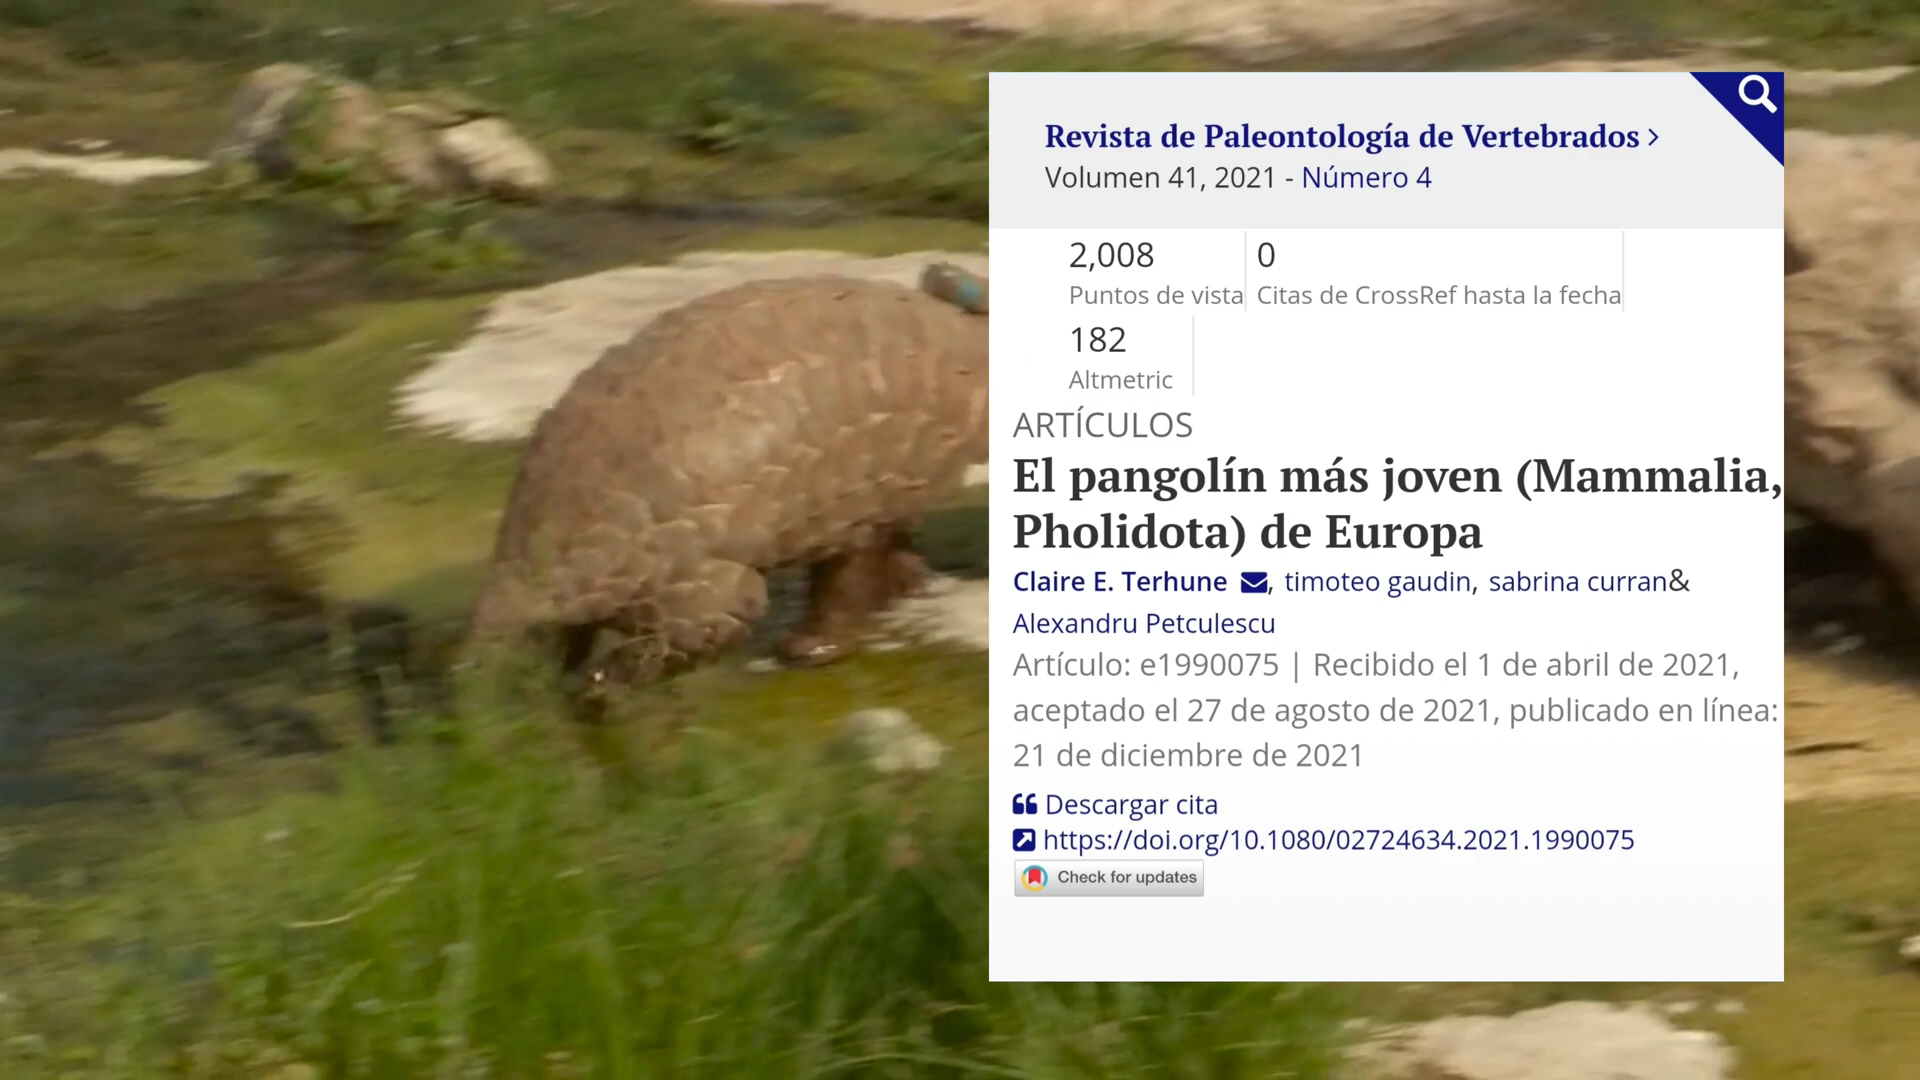 Revista de Paleontología de Vertebrados
Volumen 41, 2021 - Número 4
2,008
Puntos de vista
0
Citas de CrossRef hasta la fecha
182
Altmetric
ARTÍCULOS
El pangolín más joven (Mammalia,
Pholidota) de Europa
Claire E. Terhune , timoteo gaudin, sabrina curran&
Alexandru Petculescu
Artículo: e1990075 | Recibido el 1 de abril de 2021,
aceptado el 27 de agosto de 2021, publicado en línea:
21 de diciembre de 2021
Descargar cita
https://doi.org/10.1080/02724634.2021.1990075
Check for updates